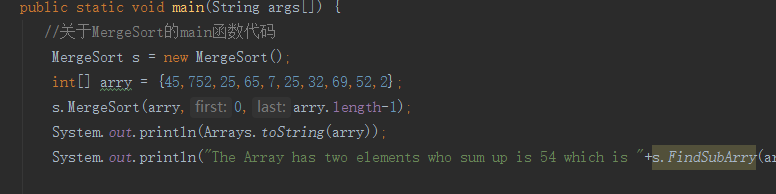 public static void main(String args[]) {
//关于MergeSort的main函数代码
MergeSort s = new MergeSort();
int[] arry = {45,752,25,65,7,25,32,69,52,2};
s.MergeSort(arry, first: 0, last: arry.length-1);
System.out.println(Arrays.toString(arry));
System.out.println("The Array has two elements who sum up is 54 which is "+s.FindSubArry(ar